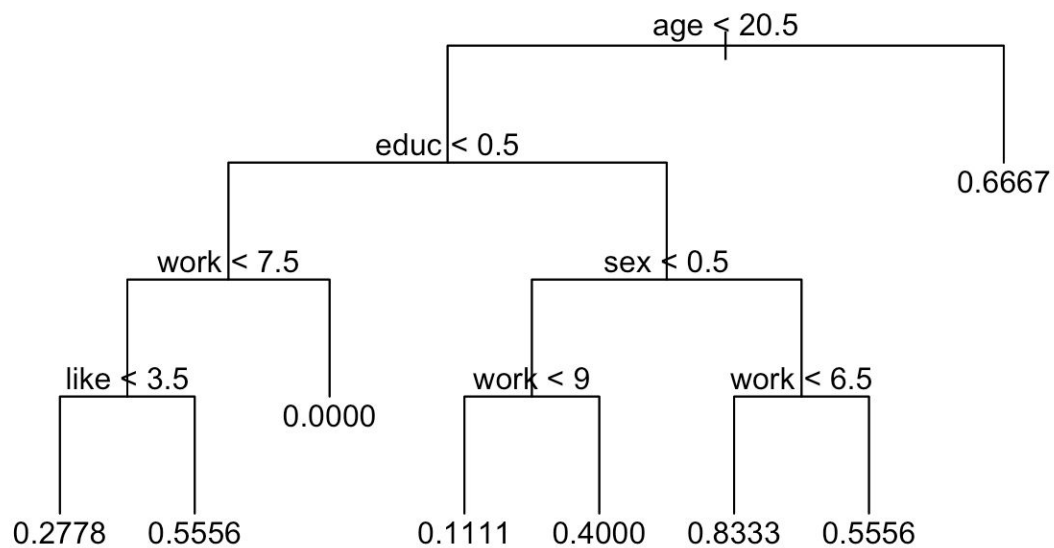 age < 20.5
educ < 0.5
0.6667
work < 7.5
sex < 0.5
like < 3.5
work < 9
work < 6.5
0.0000
0.2778
0.5556
0.1111
0.4000
0.8333
0.5556